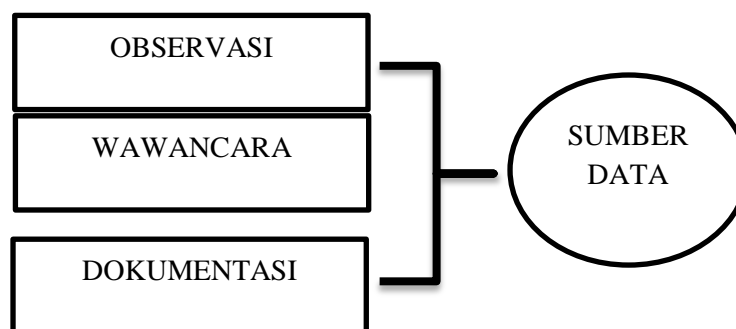 OBSERVASI
WAWANCARA
DOKUMENTASI
SUMBER
DATA